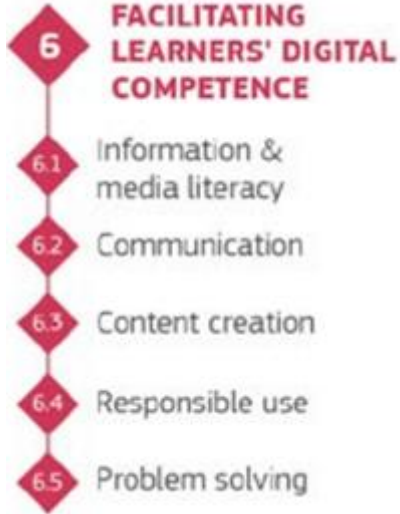 6 FACILITATING
LEARNERS' DIGITAL
COMPETENCE
6.1 Information &
media literacy
6.2 Communication
6.3 Content creation
6.4 Responsible use
6.5 Problem solving